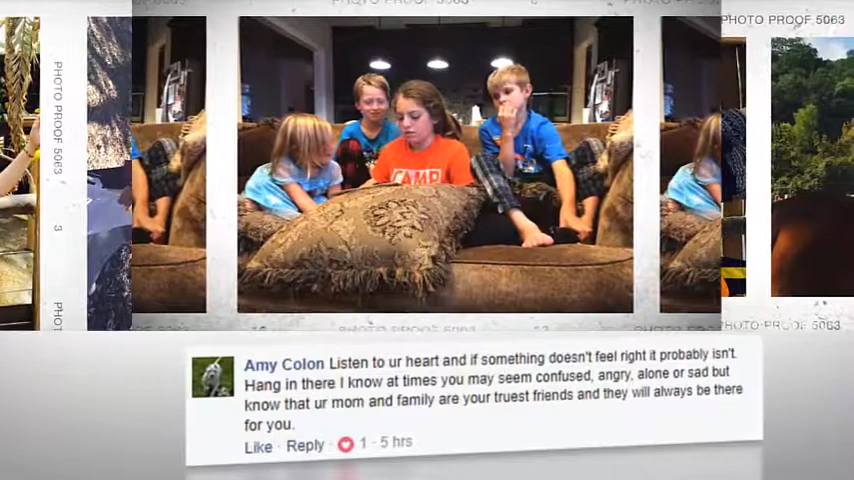 PHOTO PROOF 5063
PHOTO PROOF 5063
3
PHOTO
CAMP
Amy Colon Listen to ur heart and if something doesn't feel right it probably isn't.
Hang in there I know at times you may seem confused, angry, alone or sad but
know that ur mom and family are your truest friends and they will always be there
for you.
Like · Reply · 1 · 5 hrs
PHOTO PROOF 5063